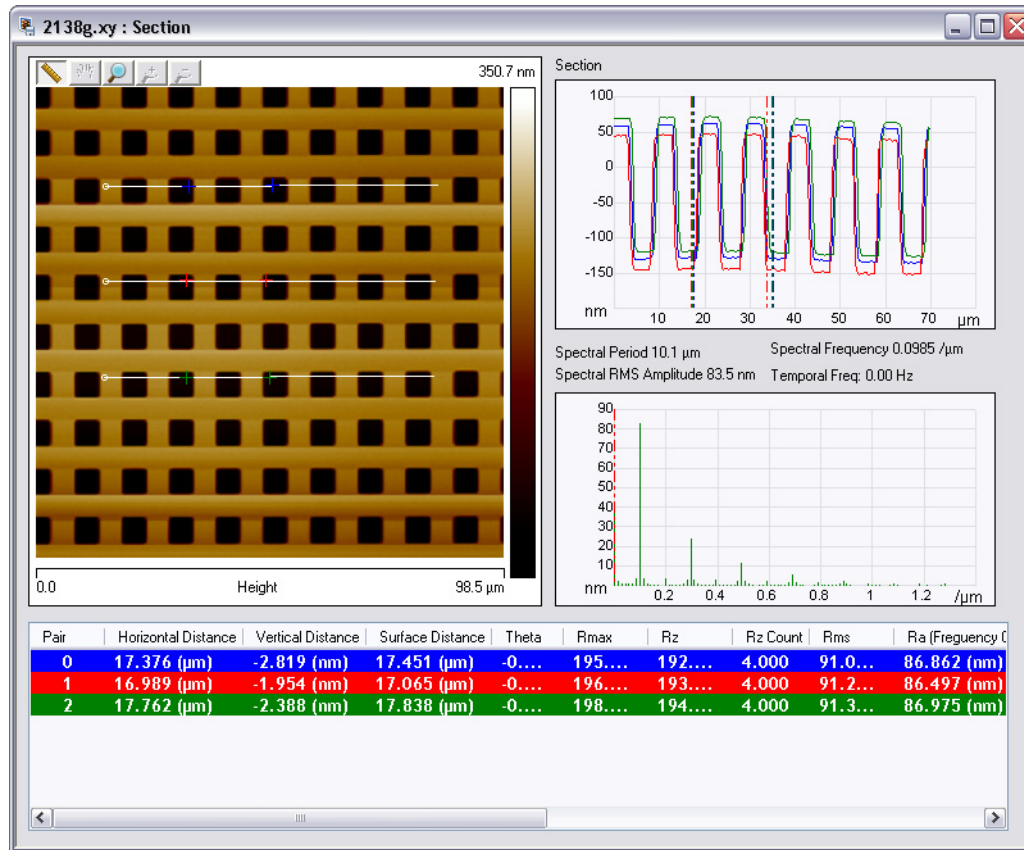 2138g.xy : Section
350.7 nm
0.0 Height 98.5 µm
Section
100
50
0
-50
-100
-150
nm 10 20 30 40 50 60 70 µm
Spectral Period 10.1 µm Spectral Frequency 0.0985 /µm
Spectral RMS Amplitude 83.5 nm Temporal Freq: 0.00 Hz
90
80
70
60
50
40
30
20
10
nm 0.2 0.4 0.6 0.8 1 1.2 /µm
Pair Horizontal Distance Vertical Distance Surface Distance Theta Rmax Rz Rz Count Rms Ra (Freguency C
0 17.376 (µm) -2.819 (nm) 17.451 (µm) -0.... 195.... 192.... 4.000 91.0... 86.862 (nm)
1 16.989 (µm) -1.954 (nm) 17.065 (µm) -0.... 196.... 193.... 4.000 91.2... 86.497 (nm)
2 17.762 (µm) -2.388 (nm) 17.838 (µm) -0.... 198.... 194.... 4.000 91.3... 86.975 (nm)